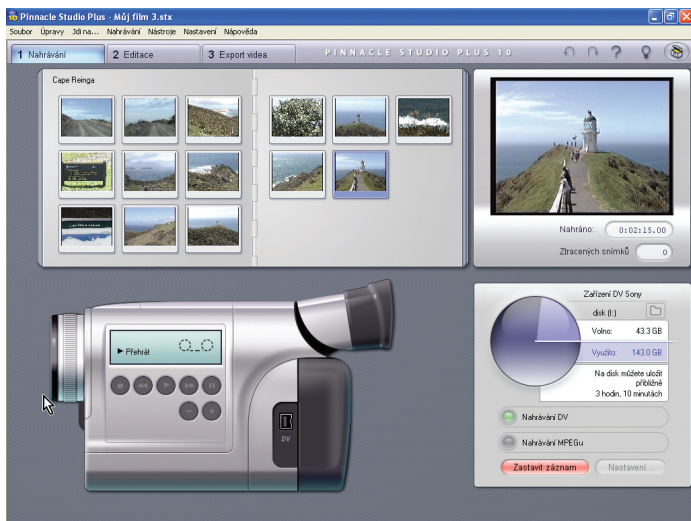 Pinnacle Studio Plus - Můj film 3.stx
Soubor Úpravy Jdi na... Nahrávání Nástroje Nastavení Nápověda
1 Nahrávání 2 Editace 3 Export videa PINNACLE STUDIO PLUS 10
Cape Reinga
Nahráno: 0:02:15.00
Ztracených snímků 0
Zařízení DV Sony
disk (I:)
Volno: 43.3 GB
Využito: 143.0 GB
Na disk můžete uložit
přibližně
3 hodin, 10 minutách
Přehrát
DV
Nahrávání DV
Nahrávání MPEGu
Zastavit záznam Nastavení...